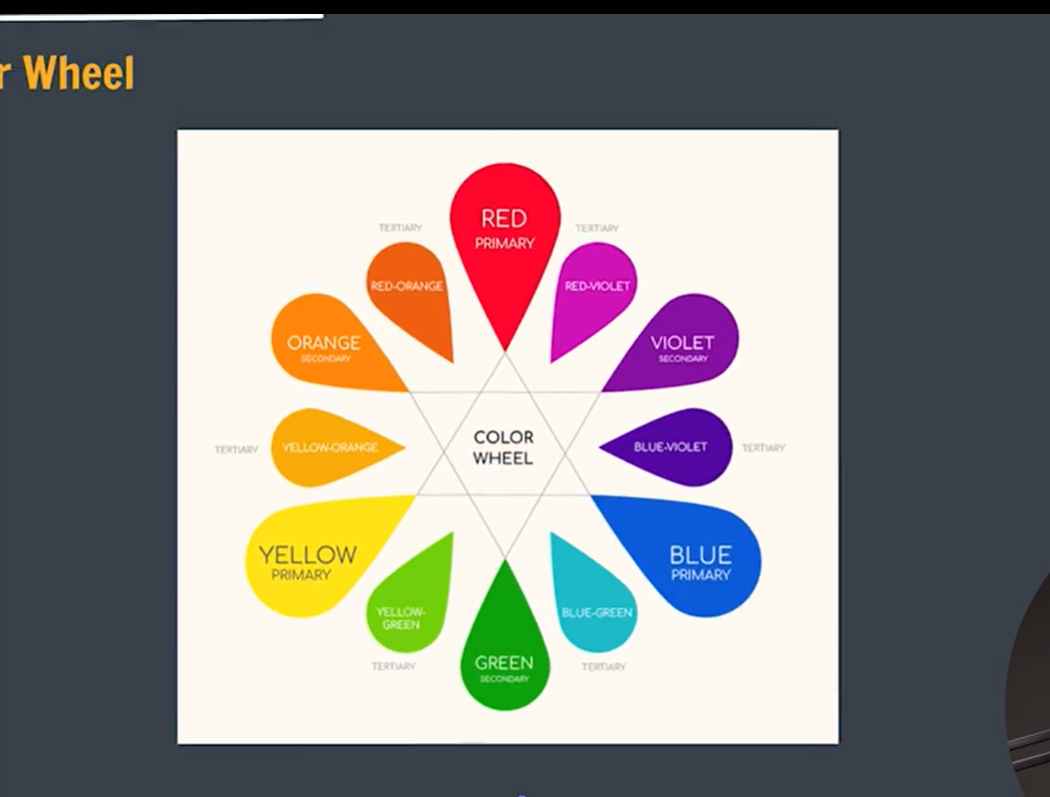 r Wheel
RED
PRIMARY
TERTIARY
TERTIARY
RED-ORANGE
RED-VIOLET
ORANGE
SECONDARY
VIOLET
SECONDARY
COLOR
WHEEL
TERTIARY
YELLOW-ORANGE
BLUE-VIOLET
TERTIARY
YELLOW
PRIMARY
BLUE
PRIMARY
YELLOW-
GREEN
BLUE-GREEN
TERTIARY
GREEN
SECONDARY
TERTIARY